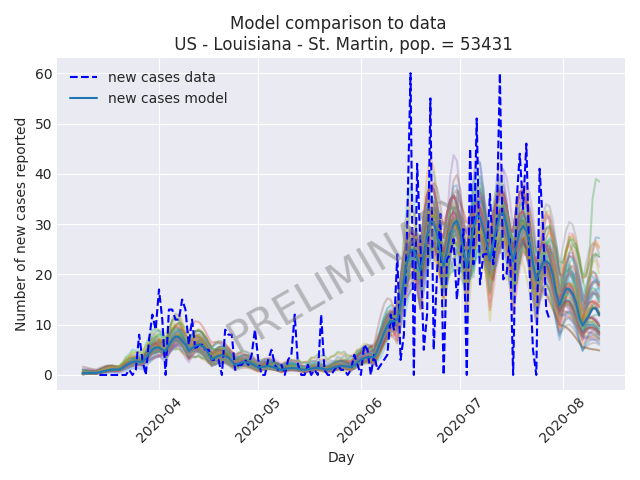 Model comparison to data
US - Louisiana - St. Martin, pop. = 53431
new cases data
new cases model
Number of new cases reported
60
50
40
30
20
10
0
2020-04
2020-05
2020-06
2020-07
2020-08
Day